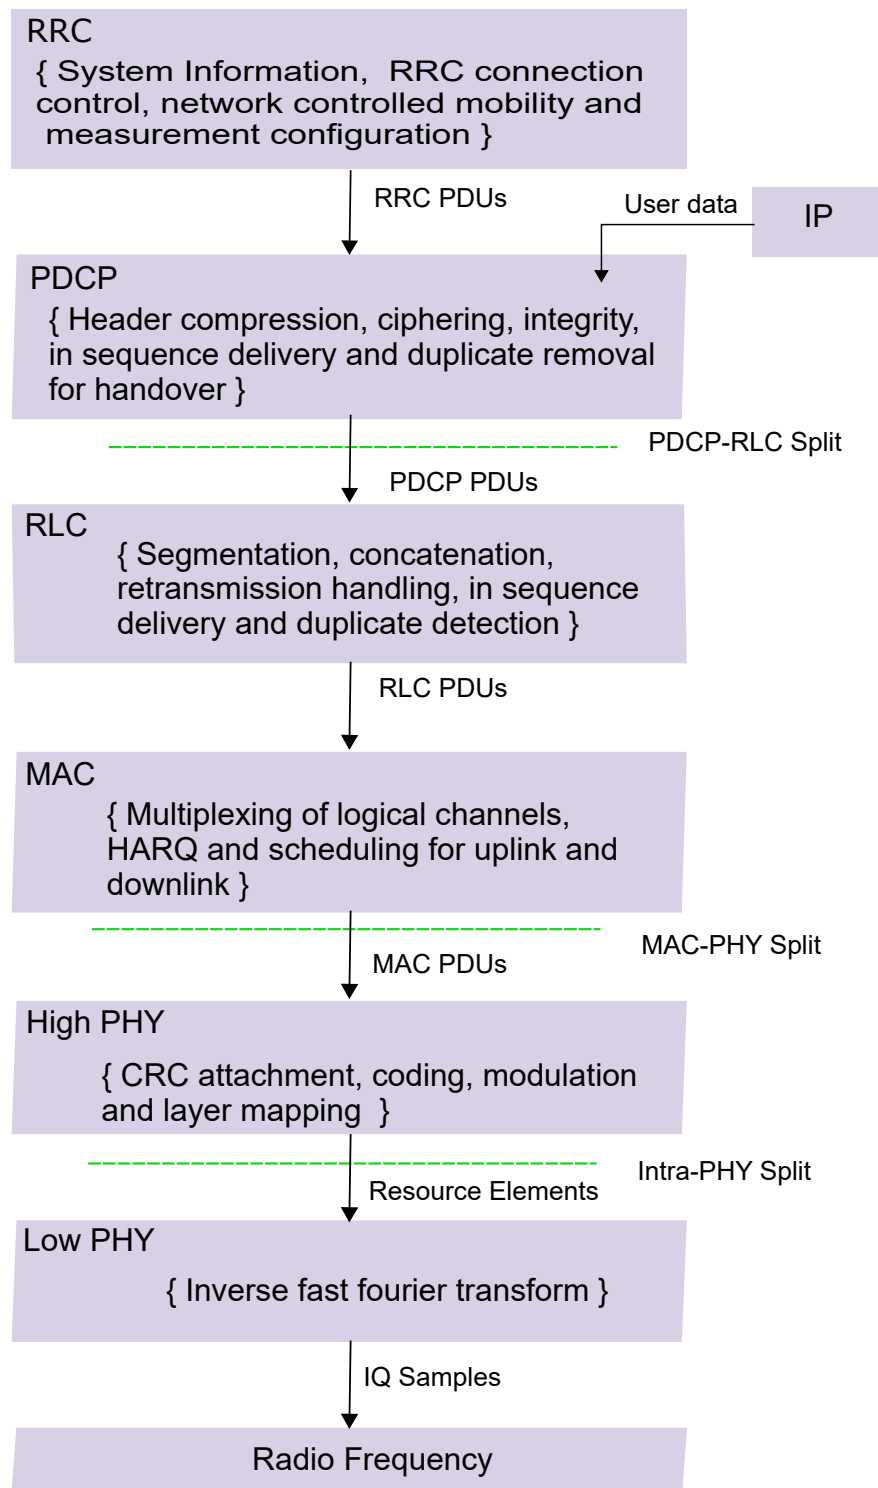 RRC
{ System Information, RRC connection
control, network controlled mobility and
measurement configuration }
RRC PDUs
User data
IP
PDCP
{ Header compression, ciphering, integrity,
in sequence delivery and duplicate removal
for handover }
PDCP-RLC Split
PDCP PDUs
RLC
{ Segmentation, concatenation,
retransmission handling, in sequence
delivery and duplicate detection }
RLC PDUs
MAC
{ Multiplexing of logical channels,
HARQ and scheduling for uplink and
downlink }
MAC-PHY Split
MAC PDUs
High PHY
{ CRC attachment, coding, modulation
and layer mapping }
Intra-PHY Split
Resource Elements
Low PHY
{ Inverse fast fourier transform }
IQ Samples
Radio Frequency